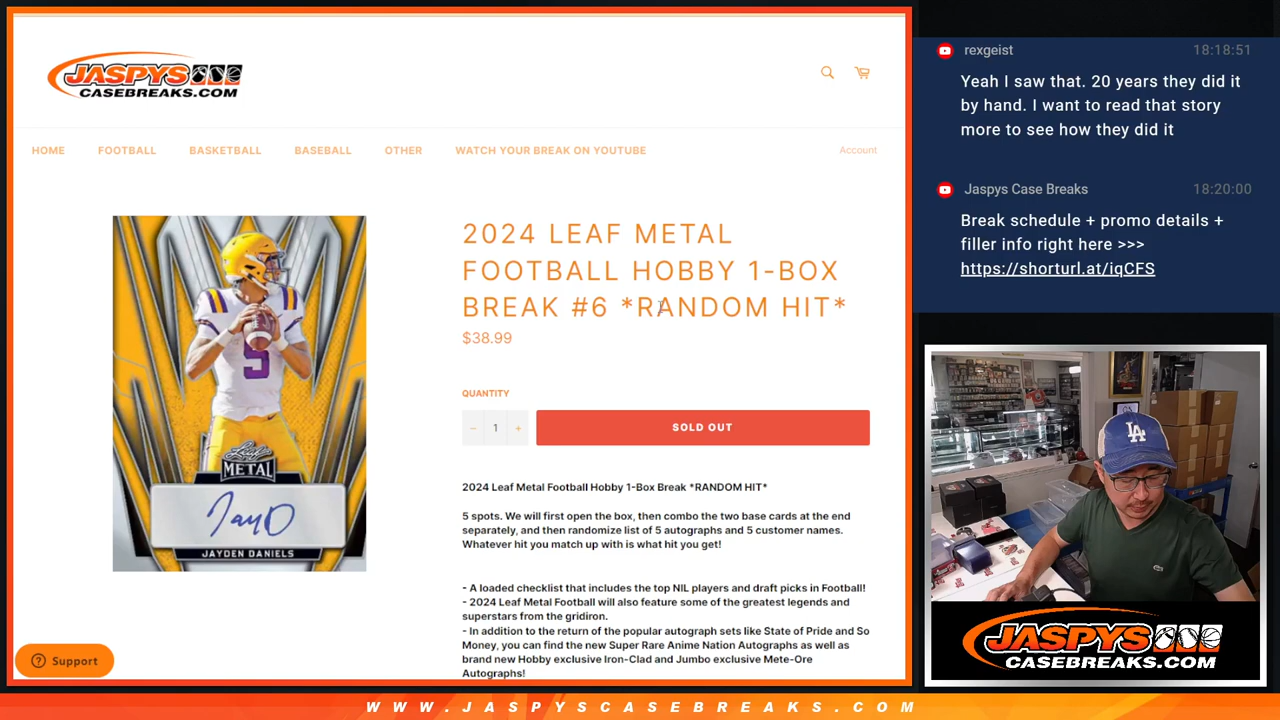 JASPYS
CASEBREAKS.COM
HOME
FOOTBALL
BASKETBALL
BASEBALL
OTHER
WATCH YOUR BREAK ON YOUTUBE
Account
5
Leaf
METAL
JayD
JAYDEN DANIELS
2024 LEAF METAL
FOOTBALL HOBBY 1-BOX
BREAK #6 *RANDOM HIT*
$38.99
QUANTITY
− 1 +
SOLD OUT
2024 Leaf Metal Football Hobby 1-Box Break *RANDOM HIT*
5 spots. We will first open the box, then combo the two base cards at the end
separately, and then randomize list of 5 autographs and 5 customer names.
Whatever hit you match up with is what hit you get!
- A loaded checklist that includes the top NIL players and draft picks in Football!
- 2024 Leaf Metal Football will also feature some of the greatest legends and
superstars from the gridiron.
- In addition to the return of the popular autograph sets like State of Pride and So
Money, you can find the new Super Rare Anime Nation Autographs as well as
brand new Hobby exclusive Iron-Clad and Jumbo exclusive Mete-Ore
Autographs!
Support
rexgeist 18:18:51
Yeah I saw that. 20 years they did it
by hand. I want to read that story
more to see how they did it
Jaspys Case Breaks 18:20:00
Break schedule + promo details +
filler info right here >>>
https://shorturl.at/iqCFS
LA
JASPYS
CASEBREAKS.COM
WWW.JASPYSCASEBREAKS.COM